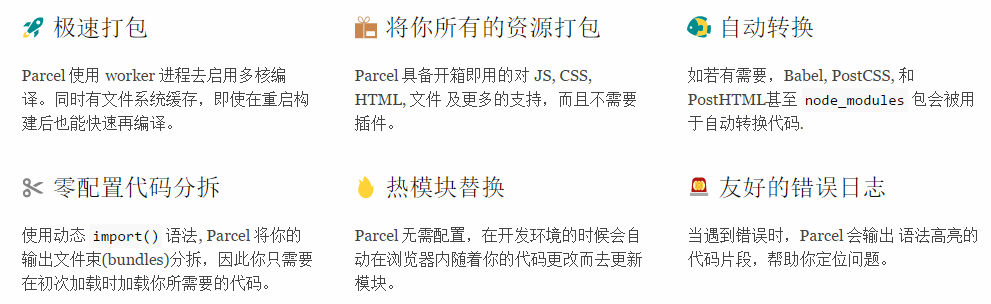 极速打包
Parcel 使用 worker 进程去启用多核编
译。同时有文件系统缓存，即使在重启构
建后也能快速再编译。
将你所有的资源打包
Parcel 具备开箱即用的对 JS, CSS,
HTML, 文件 及更多的支持，而且不需要
插件。
自动转换
如若有需要，Babel, PostCSS, 和
PostHTML甚至 node_modules 包会被用
于自动转换代码.
零配置代码分拆
使用动态 import() 语法, Parcel 将你的
输出文件束(bundles)分拆，因此你只需要
在初次加载时加载你所需要的代码。
热模块替换
Parcel 无需配置，在开发环境的时候会自
动在浏览器内随着你的代码更改而去更新
模块。
友好的错误日志
当遇到错误时，Parcel 会输出 语法高亮的
代码片段，帮助你定位问题。